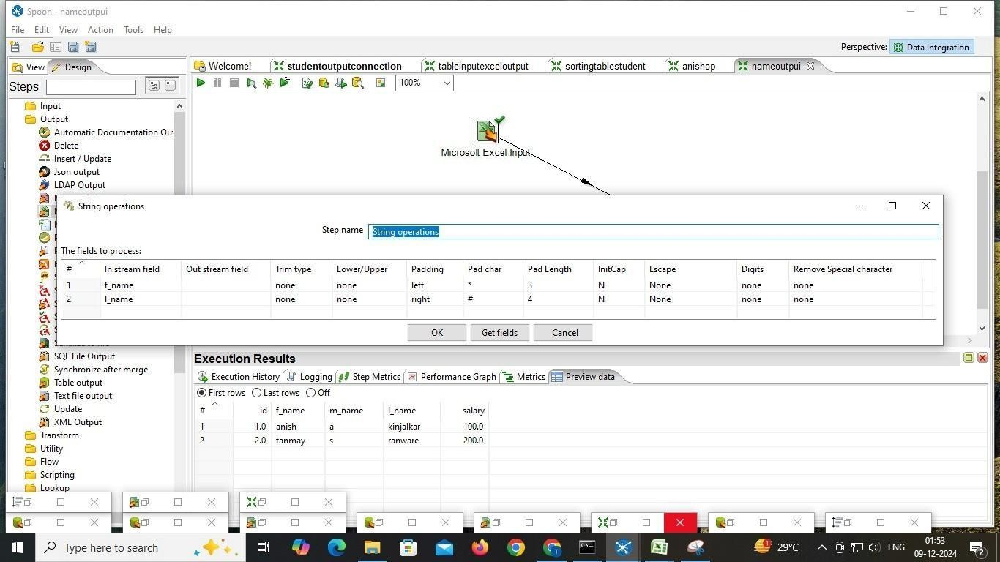 Spoon - nameoutpui
File Edit View Action Tools Help
Perspective: Data Integration
View Design
Welcome! studentoutputconnection tableinputexceloutput sortingtablestudent anishop nameoutpui
Steps
100%
Input
Output
Automatic Documentation Out
Delete
Insert / Update
Json output
LDAP Output
Microsoft Excel Input
String operations
Step name String operations
The fields to process:
# In stream field Out stream field Trim type Lower/Upper Padding Pad char Pad Length InitCap Escape Digits Remove Special character
1 f_name none none left * 3 N None none none
2 l_name none none right # 4 N None none none
OK Get fields Cancel
SQL File Output
Synchronize after merge
Table output
Text file output
Update
XML Output
Transform
Utility
Flow
Scripting
Lookup
Execution Results
Execution History Logging Step Metrics Performance Graph Metrics Preview data
First rows Last rows Off
# id f_name m_name l_name salary
1 1.0 anish a kinjalkar 100.0
2 2.0 tanmay s ranware 200.0
Type here to search
29°C ENG 01:53
09-12-2024
2